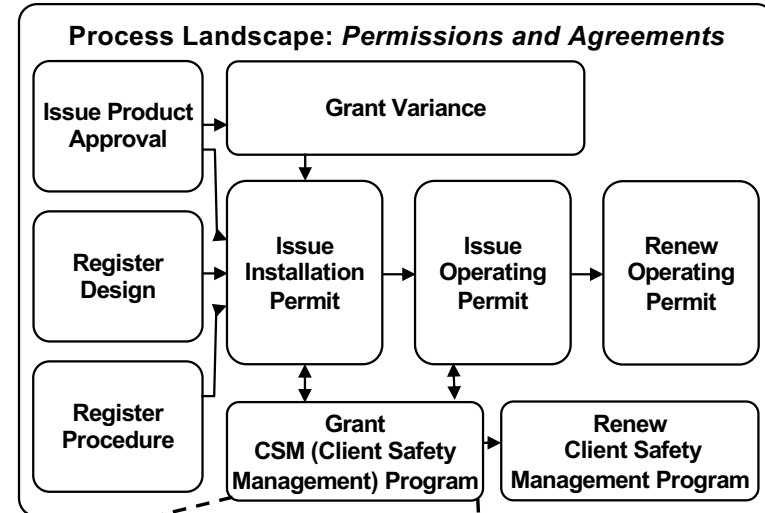 Process Landscape: Permissions and Agreements
Issue Product
Approval
Grant Variance
Register
Design
Issue
Installation
Permit
Issue
Operating
Permit
Renew
Operating
Permit
Register
Procedure
Grant
CSM (Client Safety
Management) Program
Renew
Client Safety
Management Program